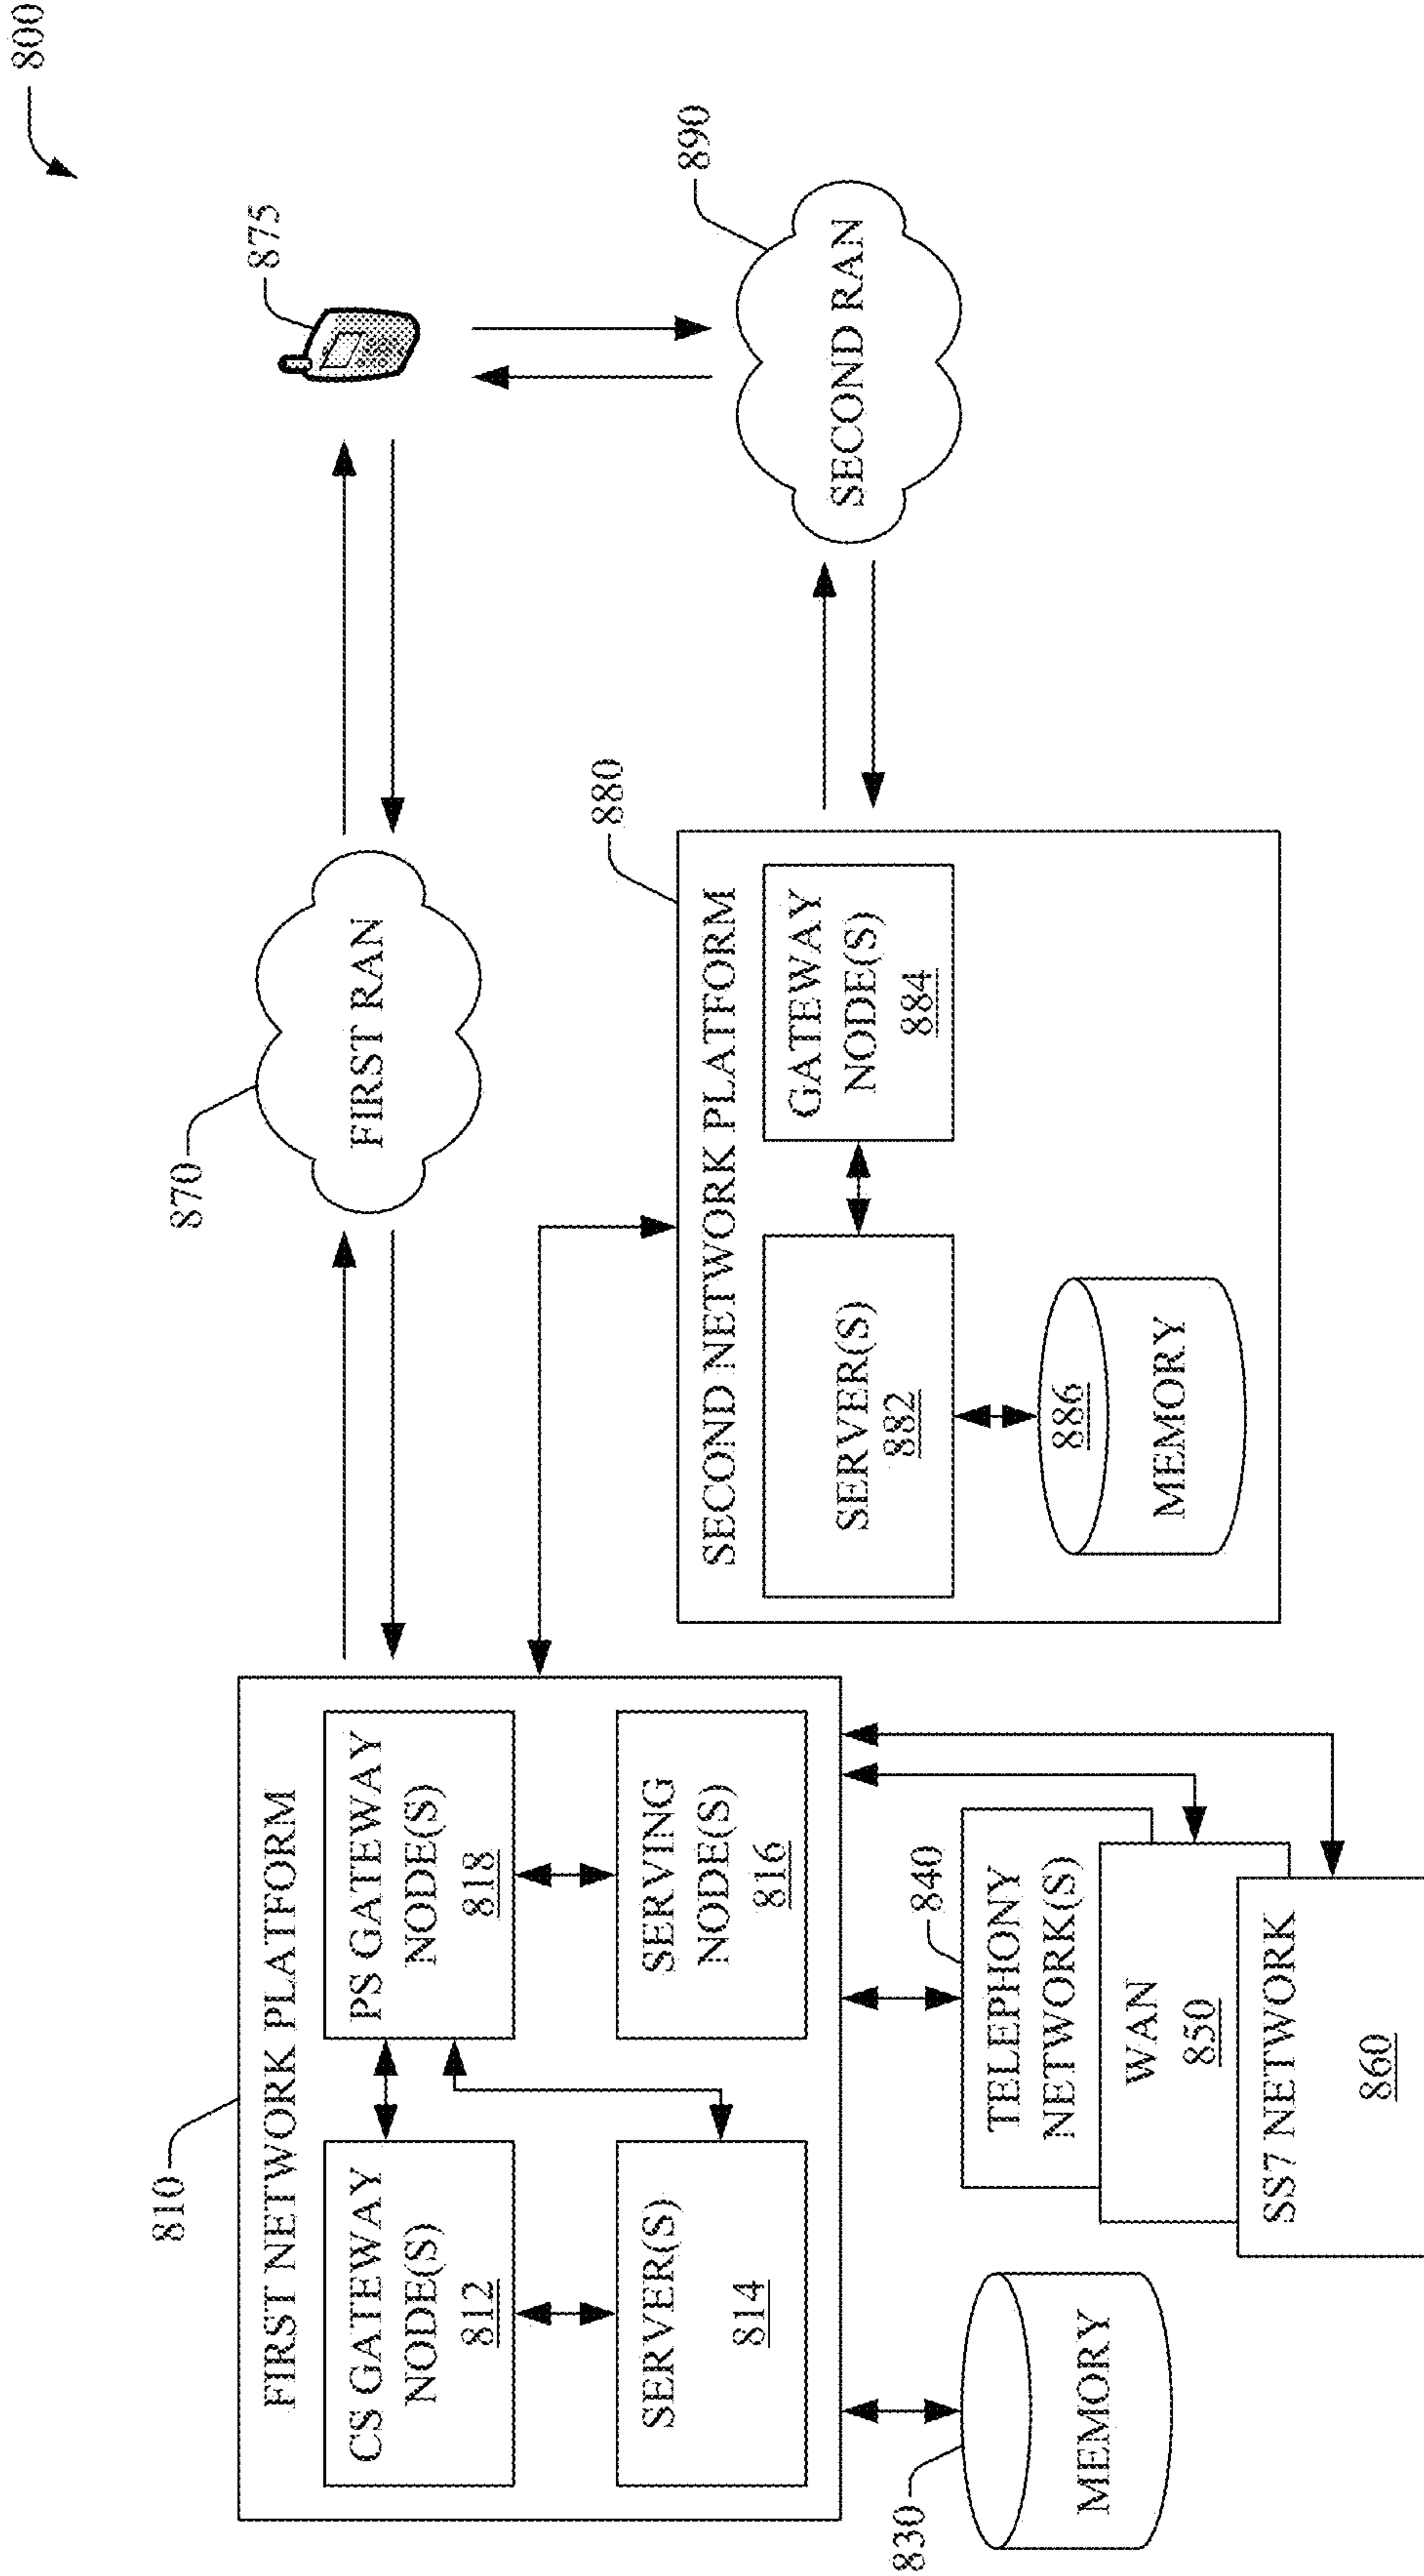 800
810
FIRST NETWORK PLATFORM
CS GATEWAY
NODE(S)
812
PS GATEWAY
NODE(S)
818
SERVER(S)
814
SERVING
NODE(S)
816
870
FIRST RAN
875
880
SECOND NETWORK PLATFORM
SERVER(S)
882
GATEWAY
NODE(S)
884
886
MEMORY
890
SECOND RAN
830
MEMORY
840
TELEPHONY
NETWORK(S)
WAN
850
SS7 NETWORK
860